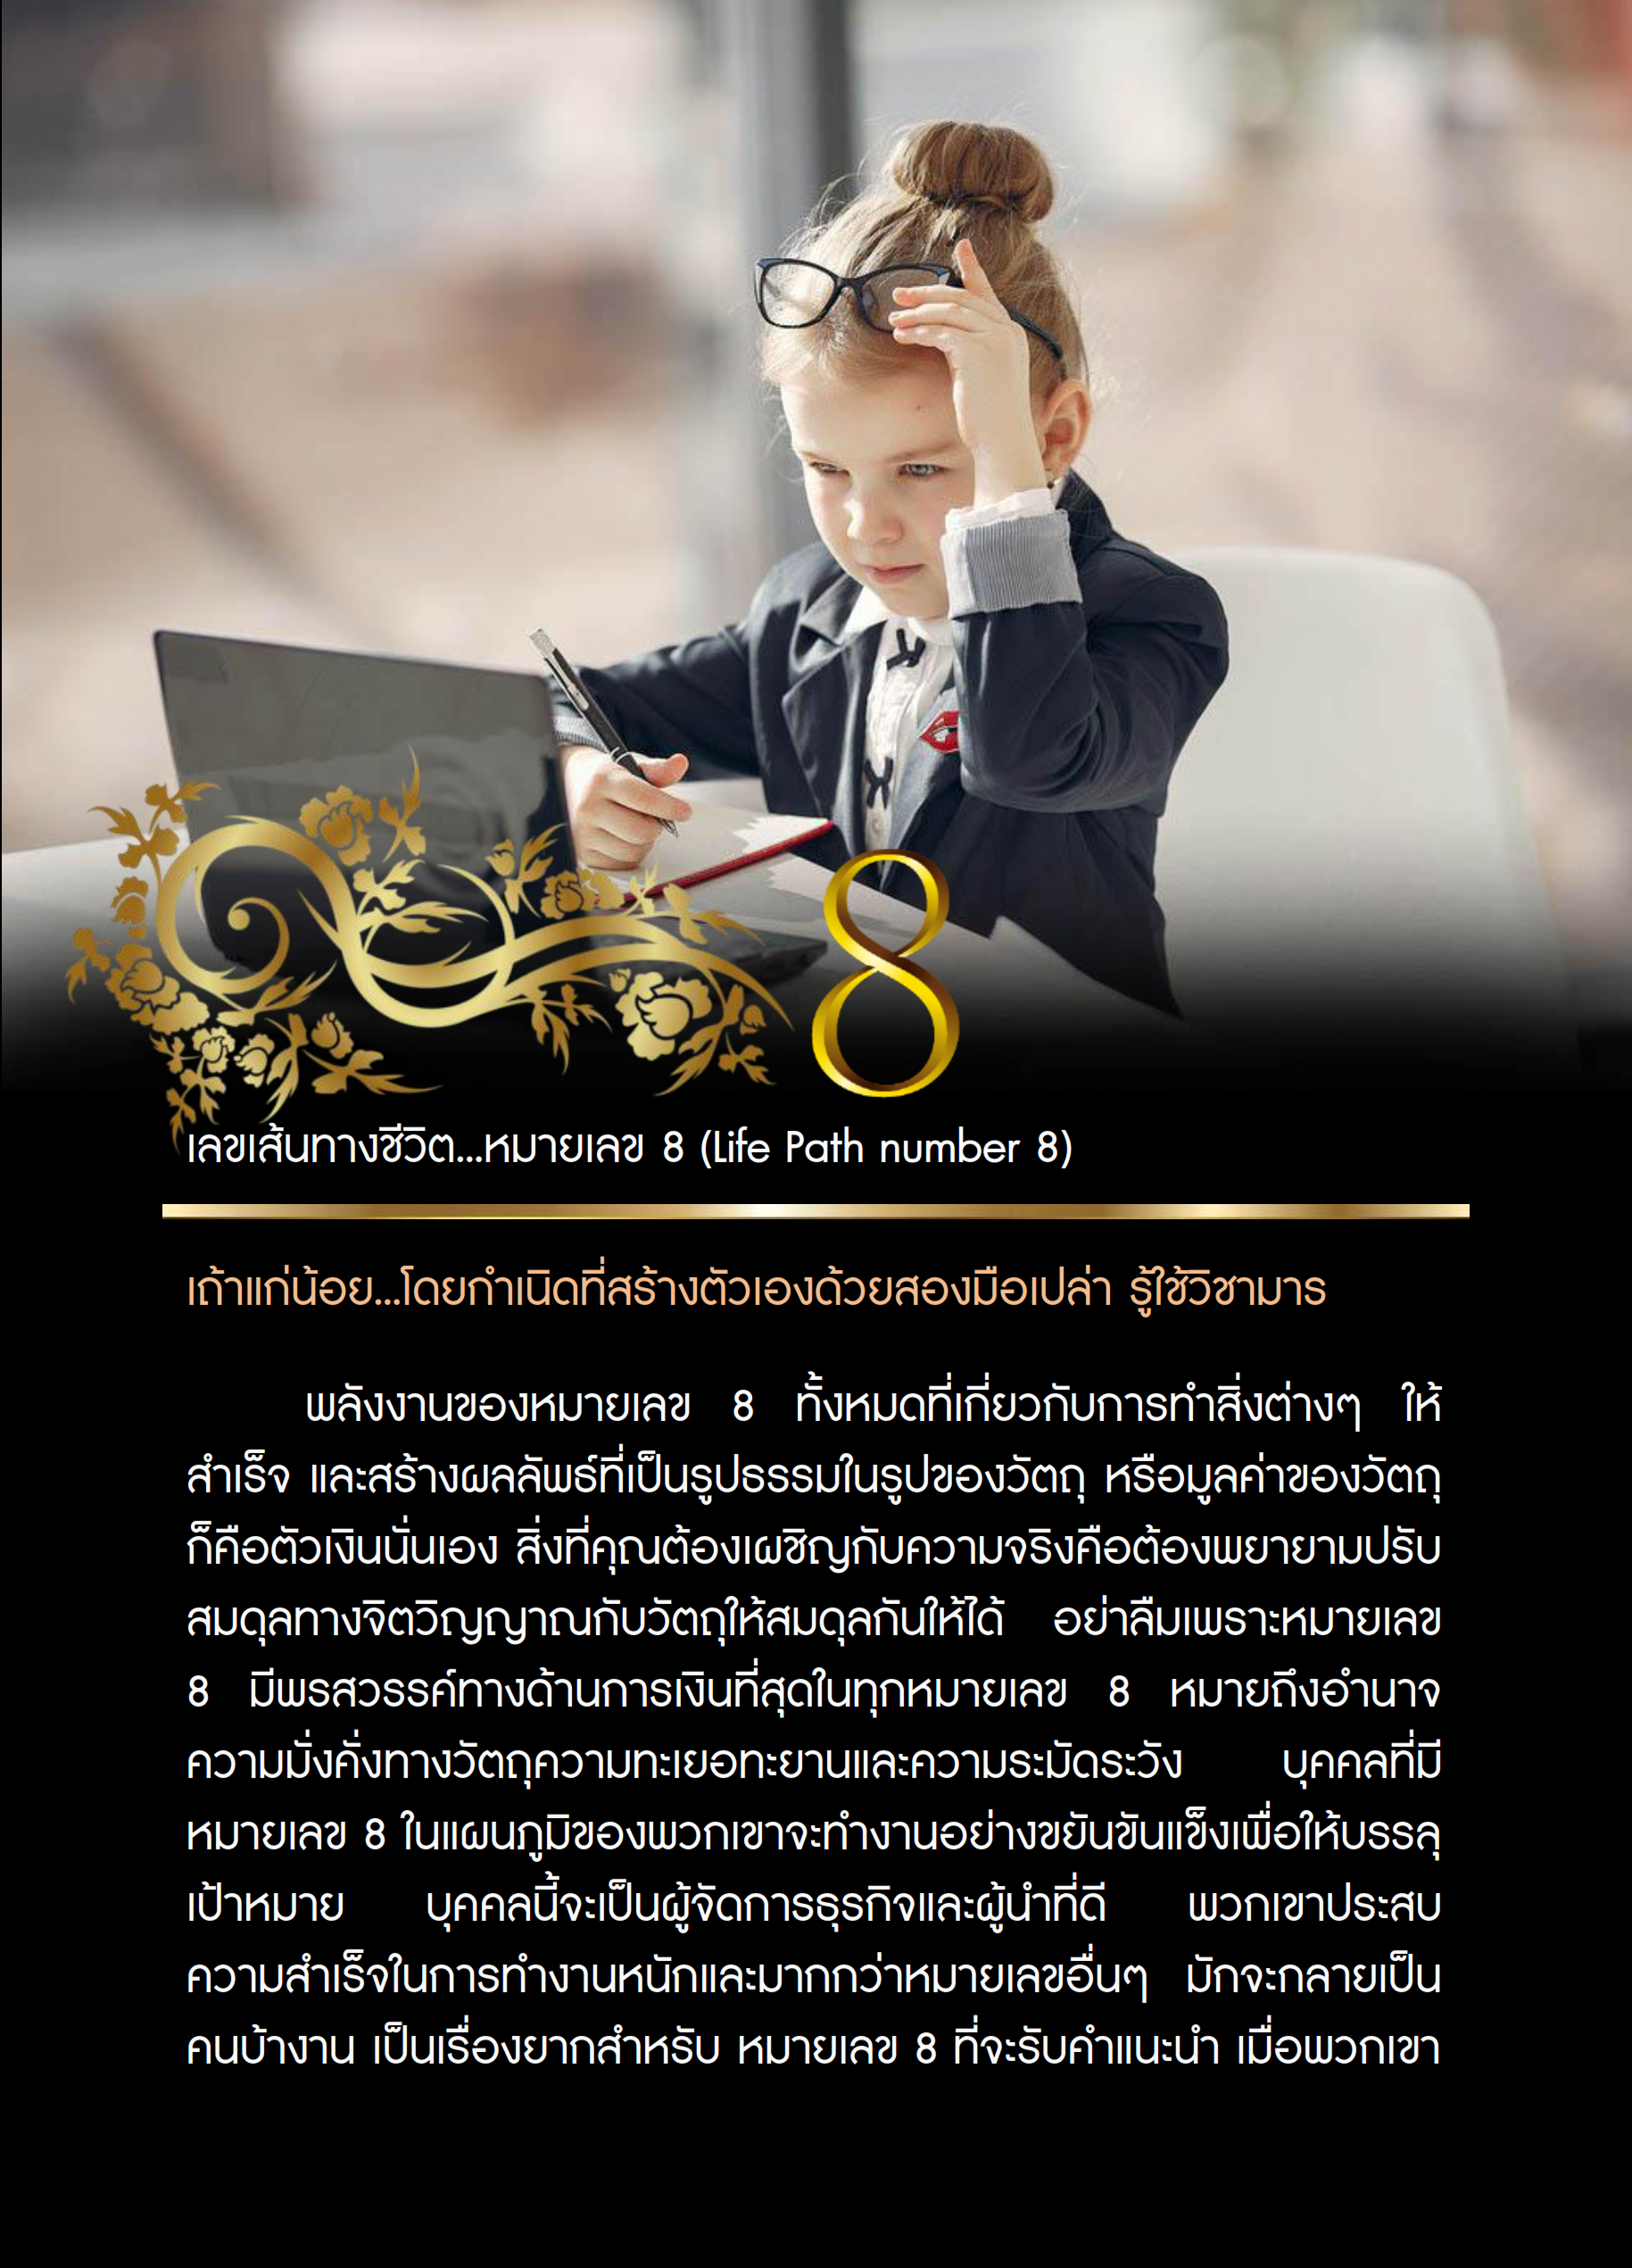 8
เลขเส้นทางชีวิต...หมายเลข 8 (Life Path number 8)
เถ้าแก่น้อย...โดยกำเนิดที่สร้างตัวเองด้วยสองมือเปล่า รู้ใช้วิชามาร
พลังงานของหมายเลข 8 ทั้งหมดที่เกี่ยวกับการทำสิ่งต่างๆ ให้
สำเร็จ และสร้างผลลัพธ์ที่เป็นรูปธรรมในรูปของวัตถุ หรือมูลค่าของวัตถุ
ก็คือตัวเงินนั่นเอง สิ่งที่คุณต้องเผชิญกับความจริงคือต้องพยายามปรับ
สมดุลทางจิตวิญญาณกับวัตถุให้สมดุลกันให้ได้ อย่าลืมเพราะหมายเลข
8 มีพรสวรรค์ทางด้านการเงินที่สุดในทุกหมายเลข 8 หมายถึงอำนาจ
ความมั่งคั่งทางวัตถุความทะเยอทะยานและความระมัดระวัง บุคคลที่มี
หมายเลข 8 ในแผนภูมิของพวกเขาจะทำงานอย่างขยันขันแข็งเพื่อให้บรรลุ
เป้าหมาย บุคคลนี้จะเป็นผู้จัดการธุรกิจและผู้นำที่ดี พวกเขาประสบ
ความสำเร็จในการทำงานหนักและมากกว่าหมายเลขอื่นๆ มักจะกลายเป็น
คนบ้างาน เป็นเรื่องยากสำหรับ หมายเลข 8 ที่จะรับคำแนะนำ เมื่อพวกเขา